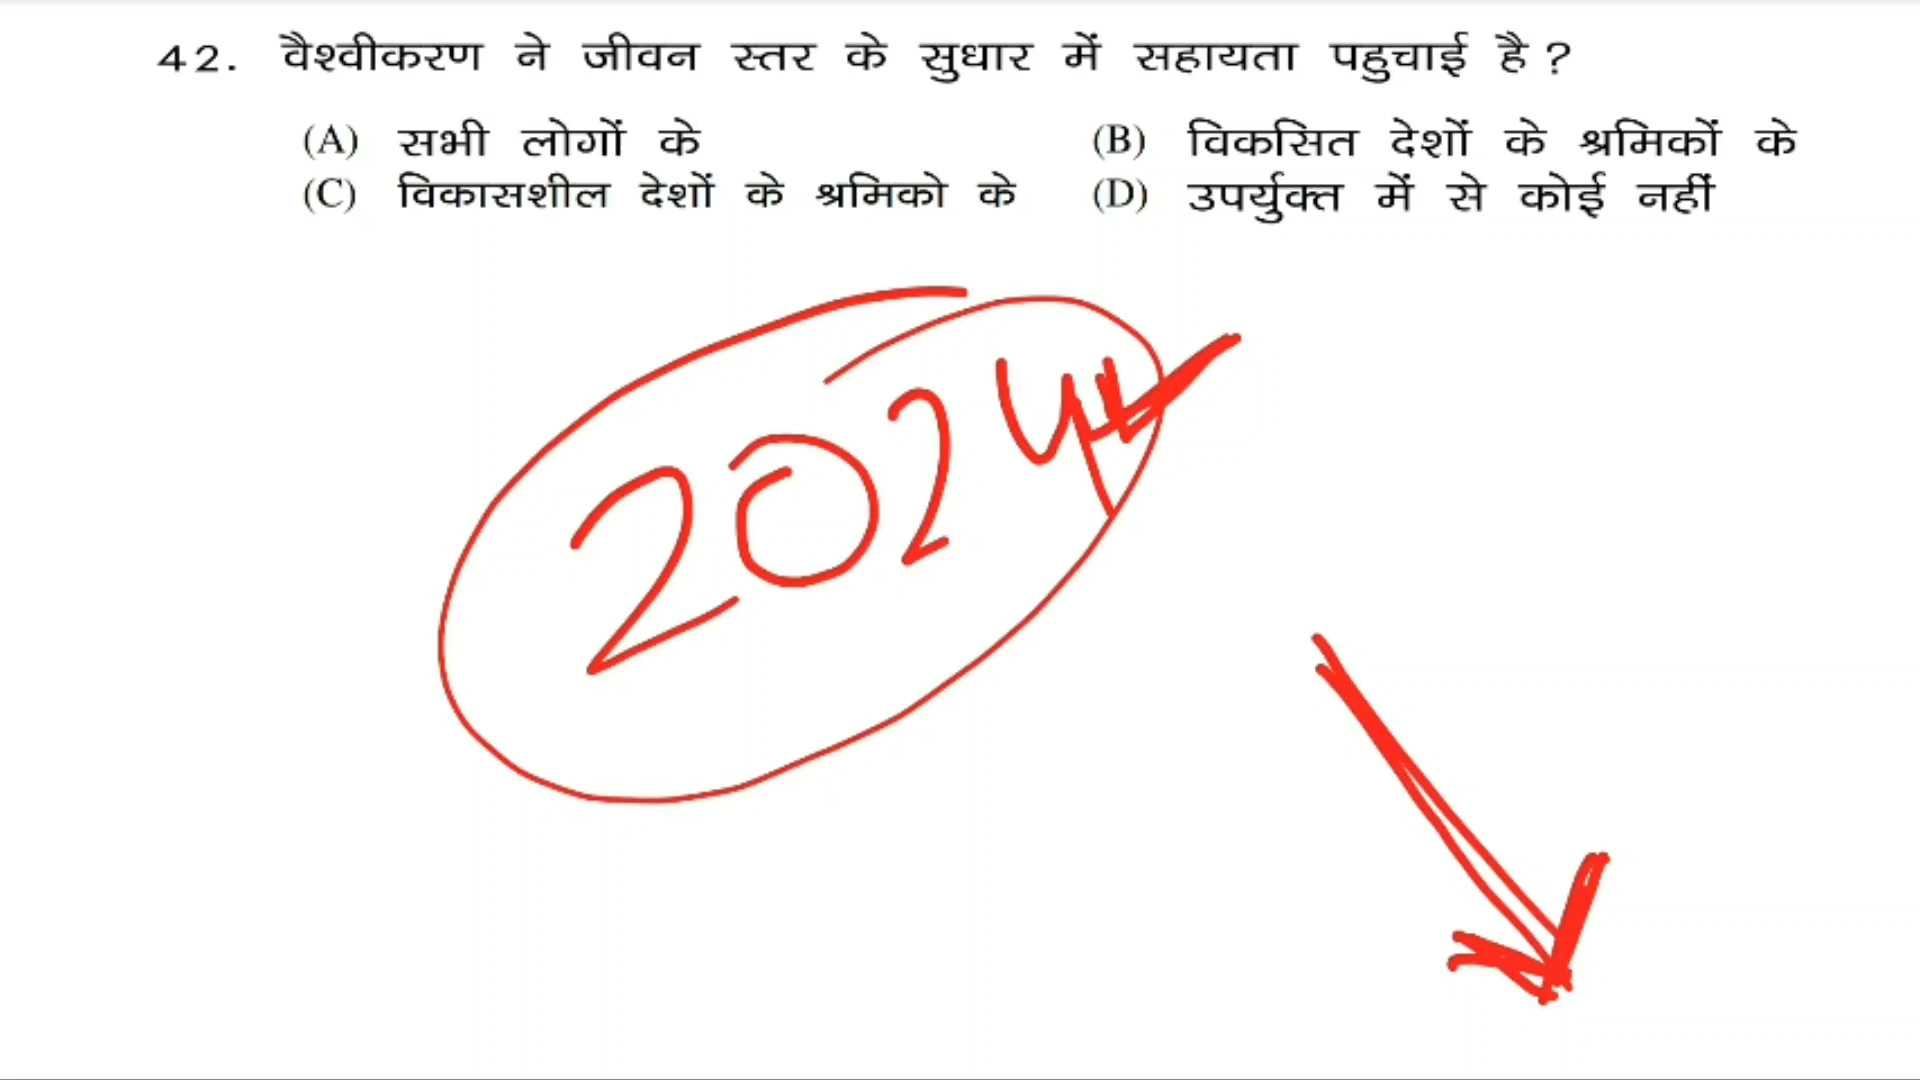 42. वैश्वीकरण ने जीवन स्तर के सुधार में सहायता पहुचाई है ?
(A) सभी लोगों के (B) विकसित देशों के श्रमिकों के
(C) विकासशील देशों के श्रमिको के (D) उपर्युक्त में से कोई नहीं
2024